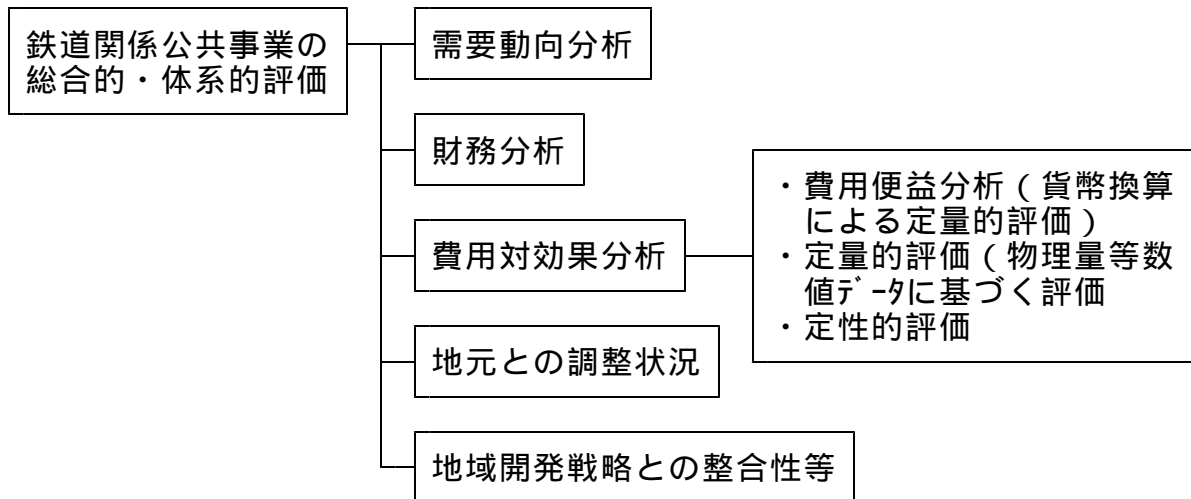 鉄道関係公共事業の
総合的・体系的評価
需要動向分析
財務分析
費用対効果分析
・費用便益分析（貨幣換算
による定量的評価）
・定量的評価（物理量等数
値ﾃﾞｰﾀに基づく評価
・定性的評価
地元との調整状況
地域開発戦略との整合性等